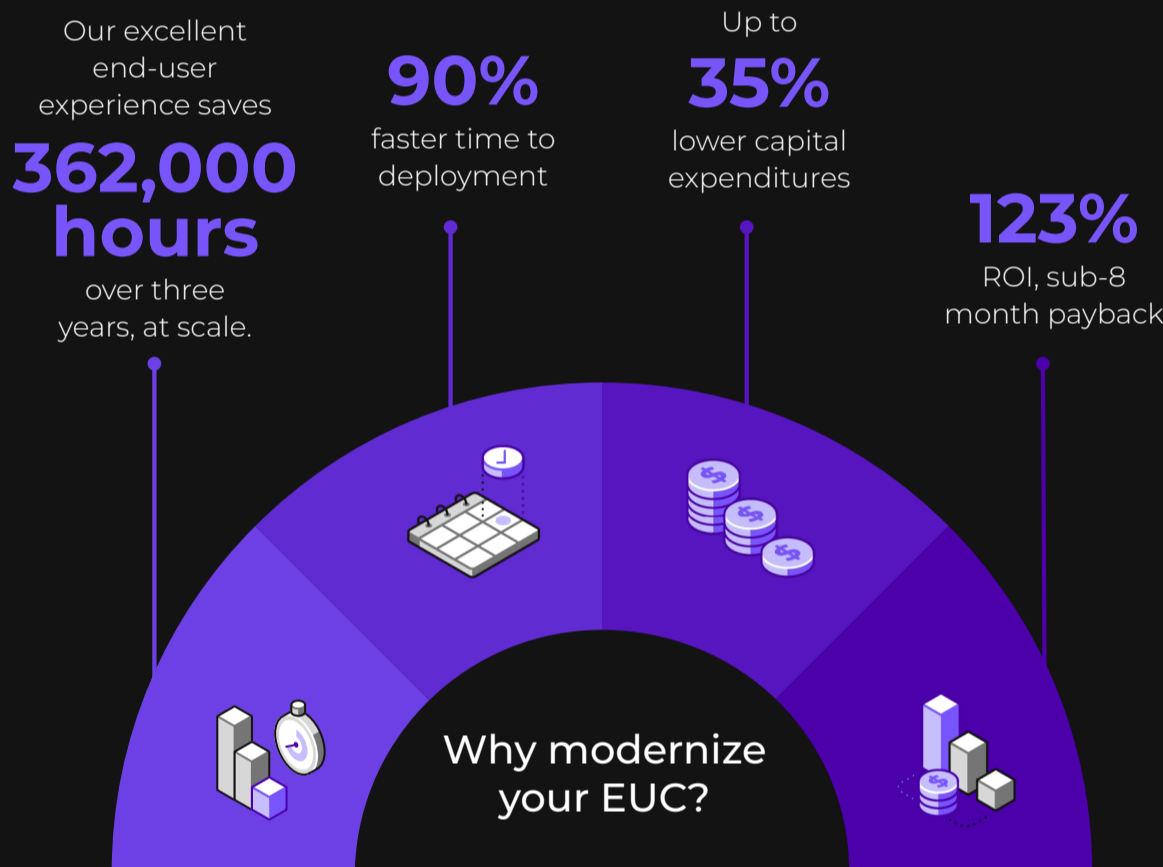 Our excellent
end-user
experience saves
362,000
hours
over three
years, at scale.
90%
faster time to
deployment
Up to
35%
lower capital
expenditures
123%
ROI, sub-8
month payback
$
$
$
$
Why modernize
your EUC?